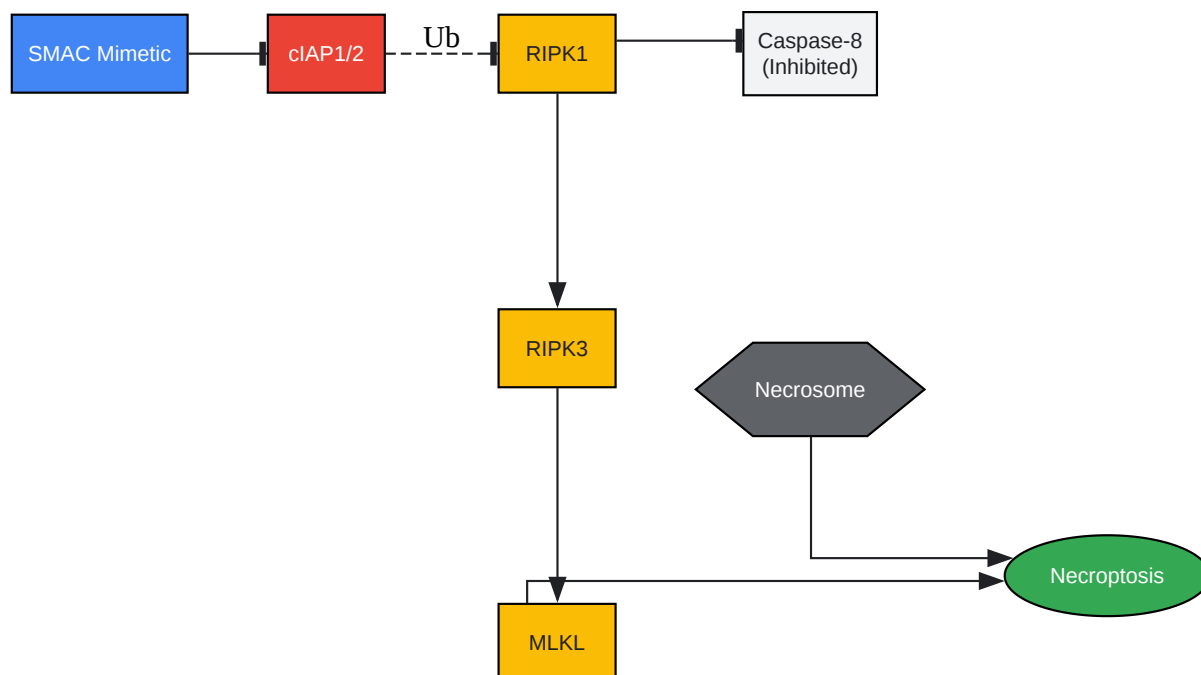 SMAC Mimetic
cIAP1/2
Ub
RIPK1
Caspase-8
(Inhibited)
RIPK3
Necrosome
Necroptosis
MLKL